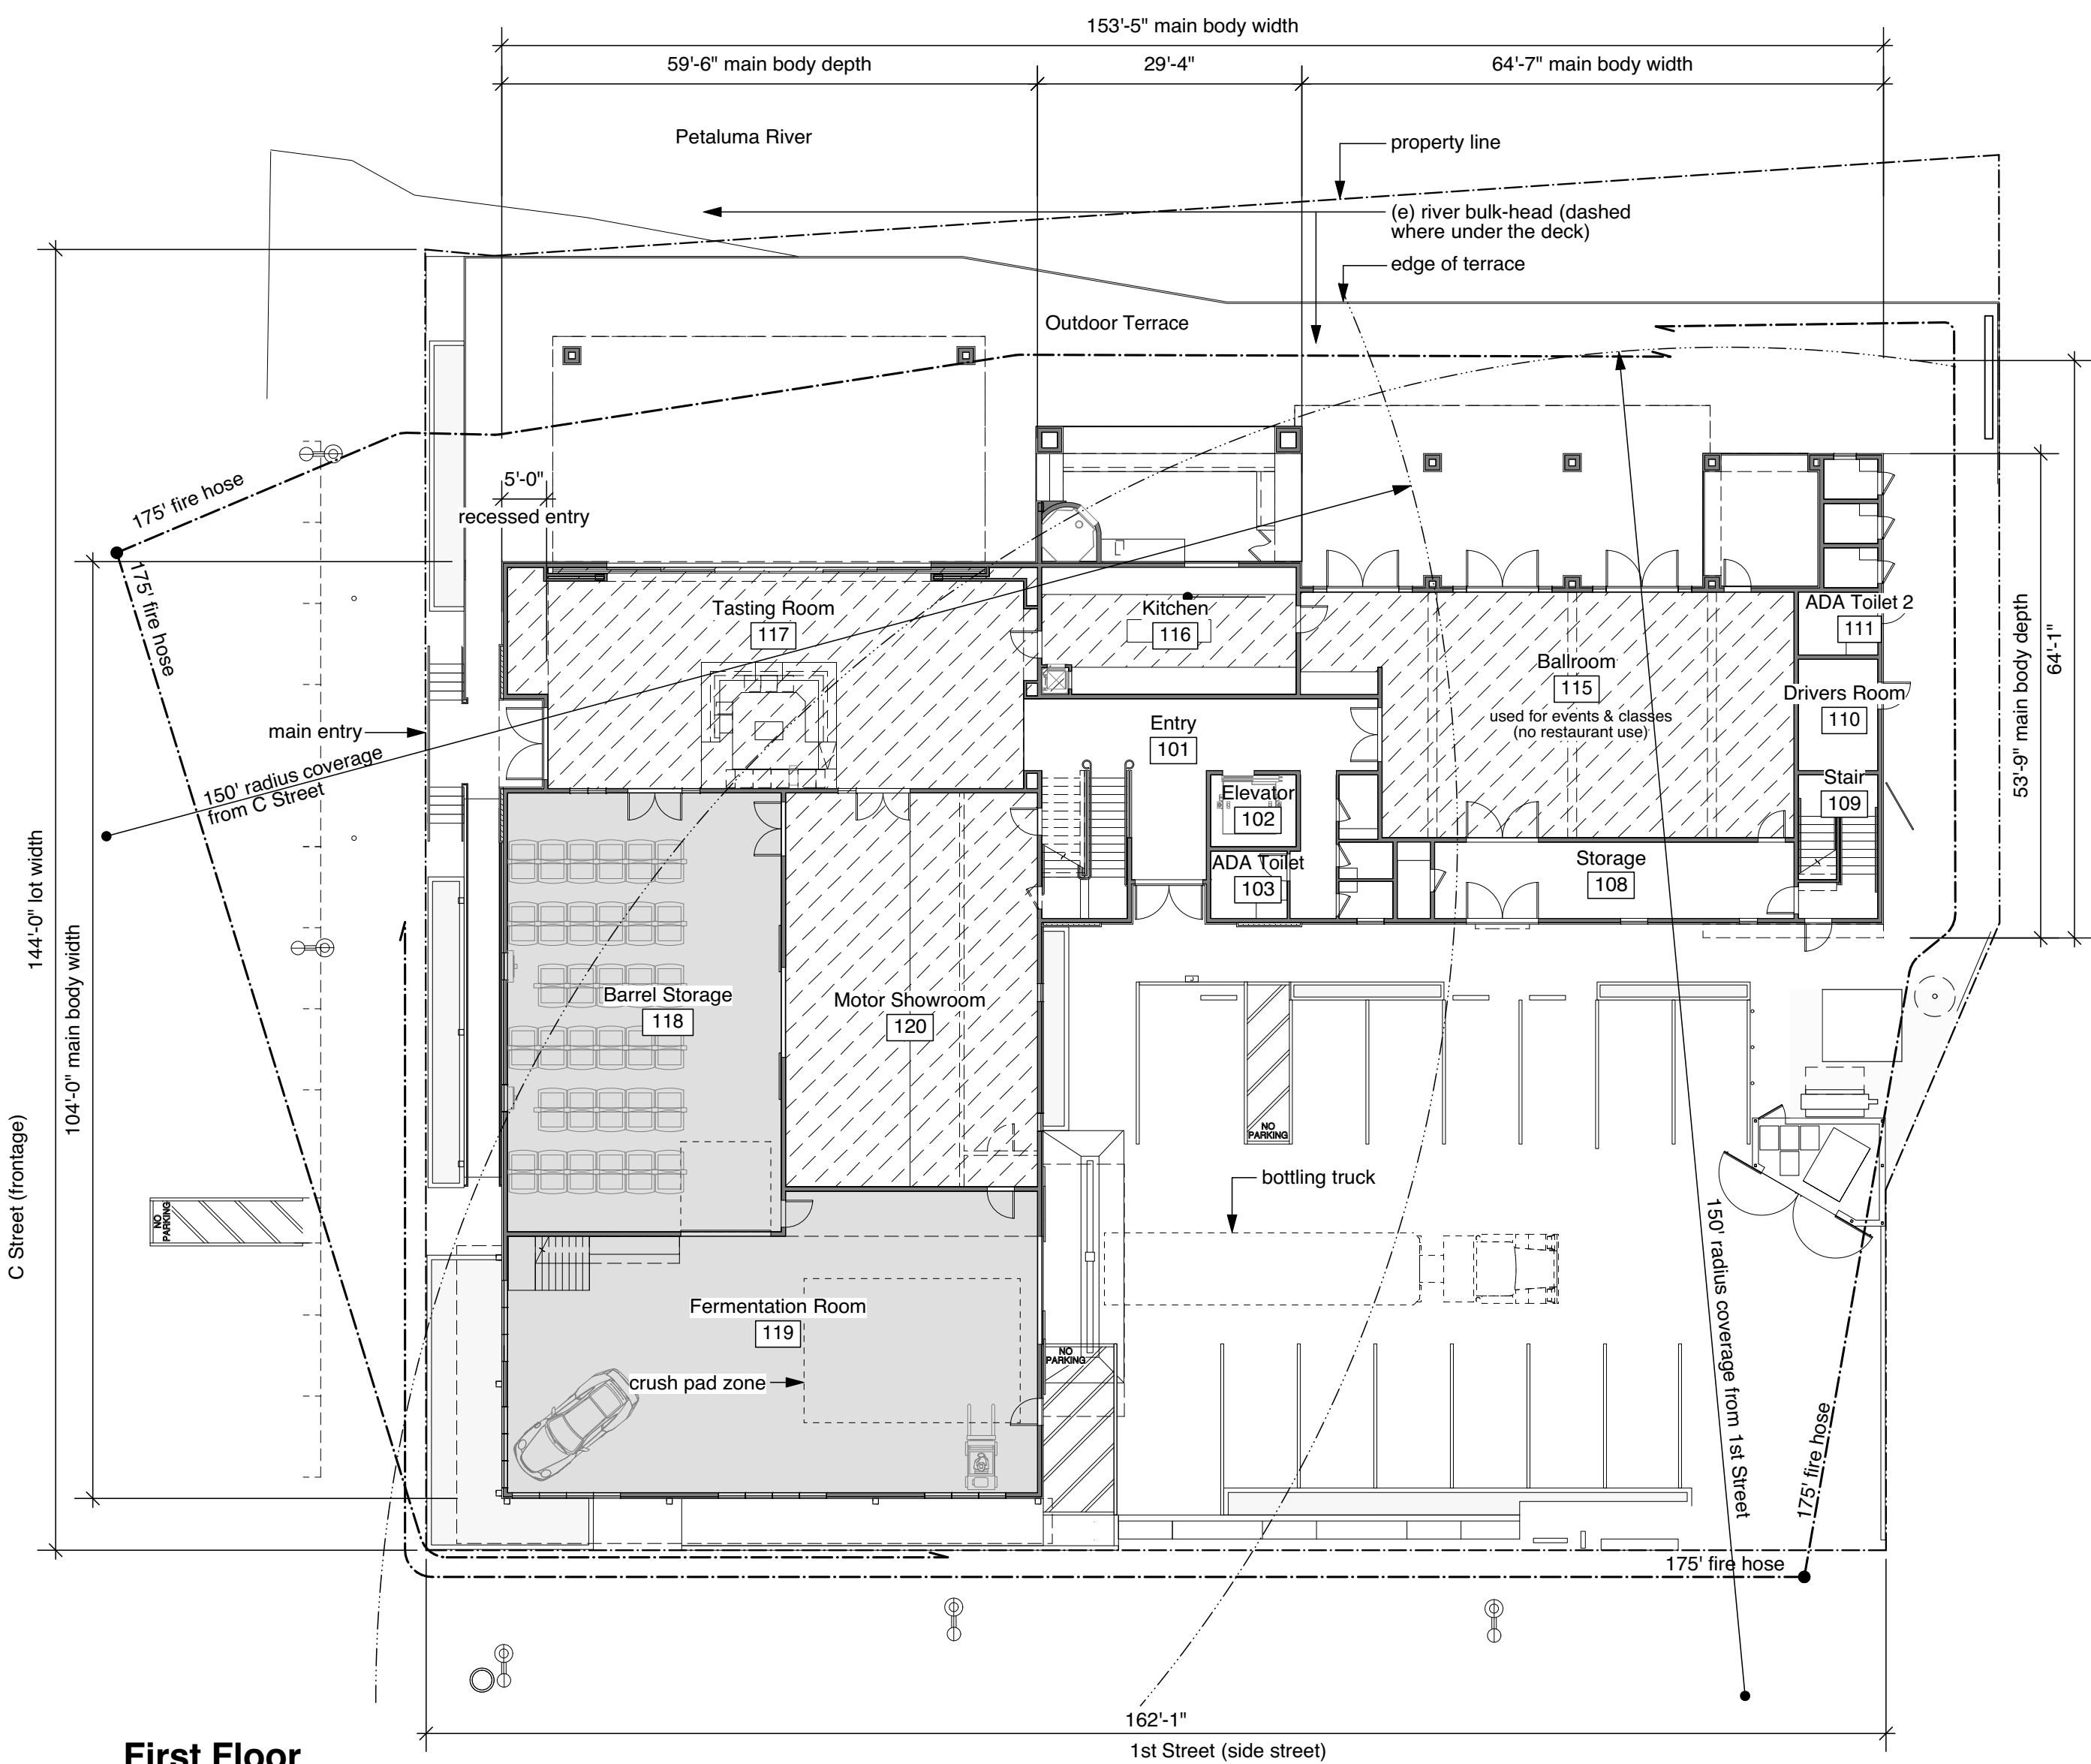 153'-5" main body width
59'-6" main body depth
29'-4"
64'-7" main body width
Petaluma River
property line
(e) river bulk-head (dashed
where under the deck)
edge of terrace
Outdoor Terrace
175' fire hose
5'-0"
recessed entry
175' fire hose
Tasting Room
117
Kitchen
116
ADA Toilet 2
111
Ballroom
115
used for events & classes
(no restaurant use)
Drivers Room
110
53'-9" main body depth
64'-1"
main entry
Entry
101
150' radius coverage
from C Street
Elevator
102
Stair
109
ADA Toilet
103
Storage
108
144'-0" lot width
104'-0" main body width
C Street (frontage)
Barrel Storage
118
Motor Showroom
120
NO
PARKING
bottling truck
NO
PARKING
150' radius coverage from 1st Street
Fermentation Room
119
crush pad zone
NO
PARKING
175' fire hose
175' fire hose
162'-1"
1st Street (side street)
First Floor